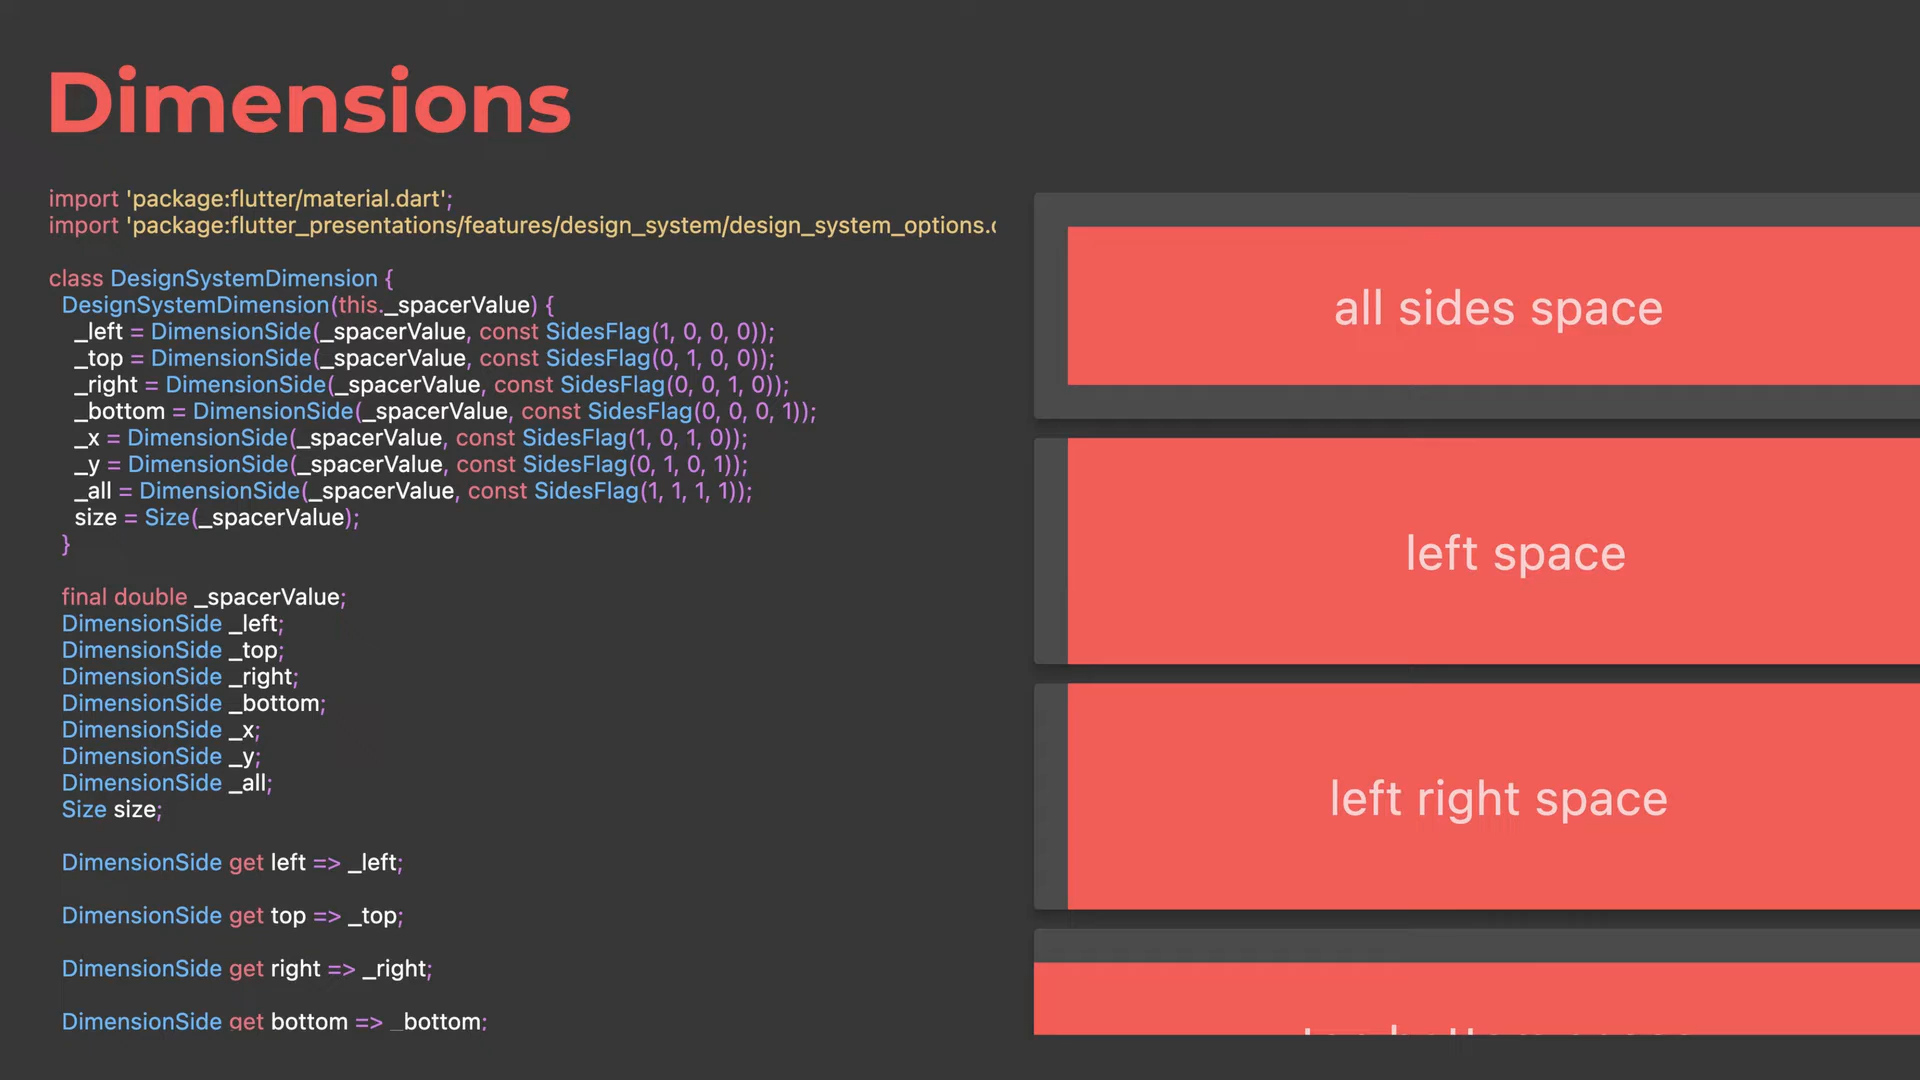 Dimensions
import 'package:flutter/material.dart';
import 'package:flutter_presentations/features/design_system/design_system_options.
class DesignSystemDimension {
DesignSystemDimension(this._spacerValue) {
_left = DimensionSide(_spacerValue, const SidesFlag(1, 0, 0, 0));
_top = DimensionSide(_spacerValue, const SidesFlag(0, 1, 0, 0));
_right = DimensionSide(_spacerValue, const SidesFlag(0, 0, 1, 0));
_bottom = DimensionSide(_spacerValue, const SidesFlag(0, 0, 0, 1));
_x = DimensionSide(_spacerValue, const SidesFlag(1, 0, 1, 0));
_y = DimensionSide(_spacerValue, const SidesFlag(0, 1, 0, 1));
_all = DimensionSide(_spacerValue, const SidesFlag(1, 1, 1, 1));
size = Size(_spacerValue);
}
final double _spacerValue;
DimensionSide _left;
DimensionSide _top;
DimensionSide _right;
DimensionSide _bottom;
DimensionSide _x;
DimensionSide _y;
DimensionSide _all;
Size size;
DimensionSide get left => _left;
DimensionSide get top => _top;
DimensionSide get right => _right;
DimensionSide get bottom => _bottom;
all sides space
left space
left right space